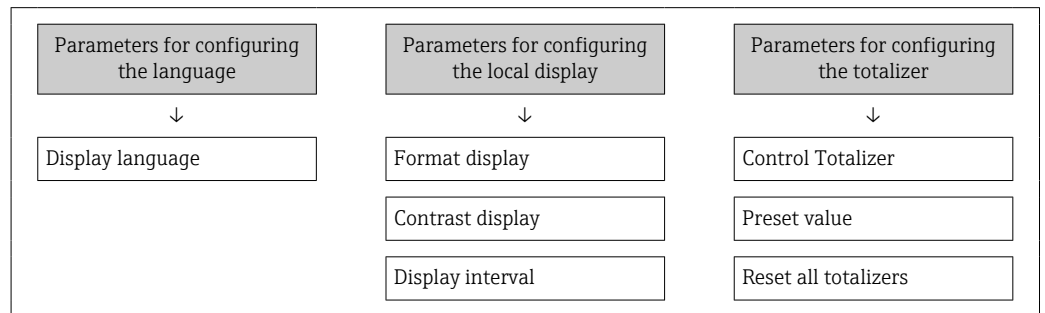 Parameters for configuring
the language
↓
Display language
Parameters for configuring
the local display
↓
Format display
Contrast display
Display interval
Parameters for configuring
the totalizer
↓
Control Totalizer
Preset value
Reset all totalizers